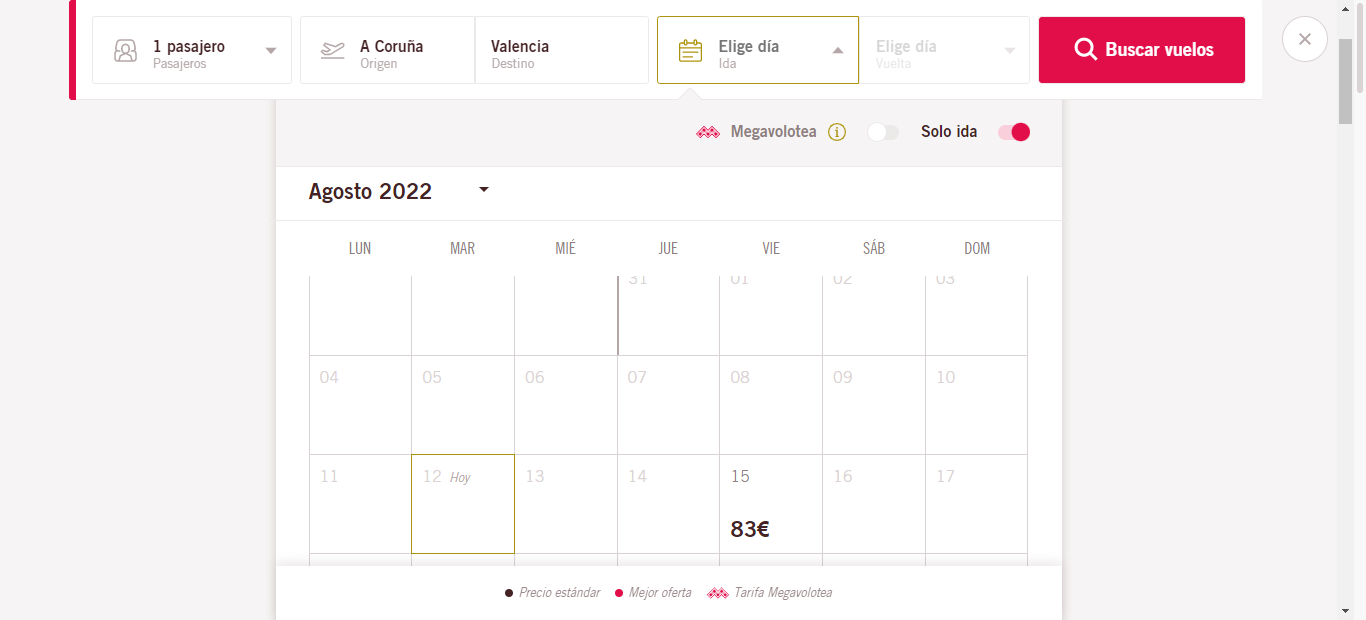 1 pasajero
Pasajeros
A Coruña
Origen
Valencia
Destino
Elige día
Ida
Elige día
Vuelta
Buscar vuelos
Megavolotea
Solo ida
Agosto 2022
LUN MAR MIÉ JUE VIE SÁB DOM
31 01 02 03
04 05 06 07 08 09 10
11 12 Hoy 13 14 15 16 17
83€
Precio estándar Mejor oferta Tarifa Megavolotea